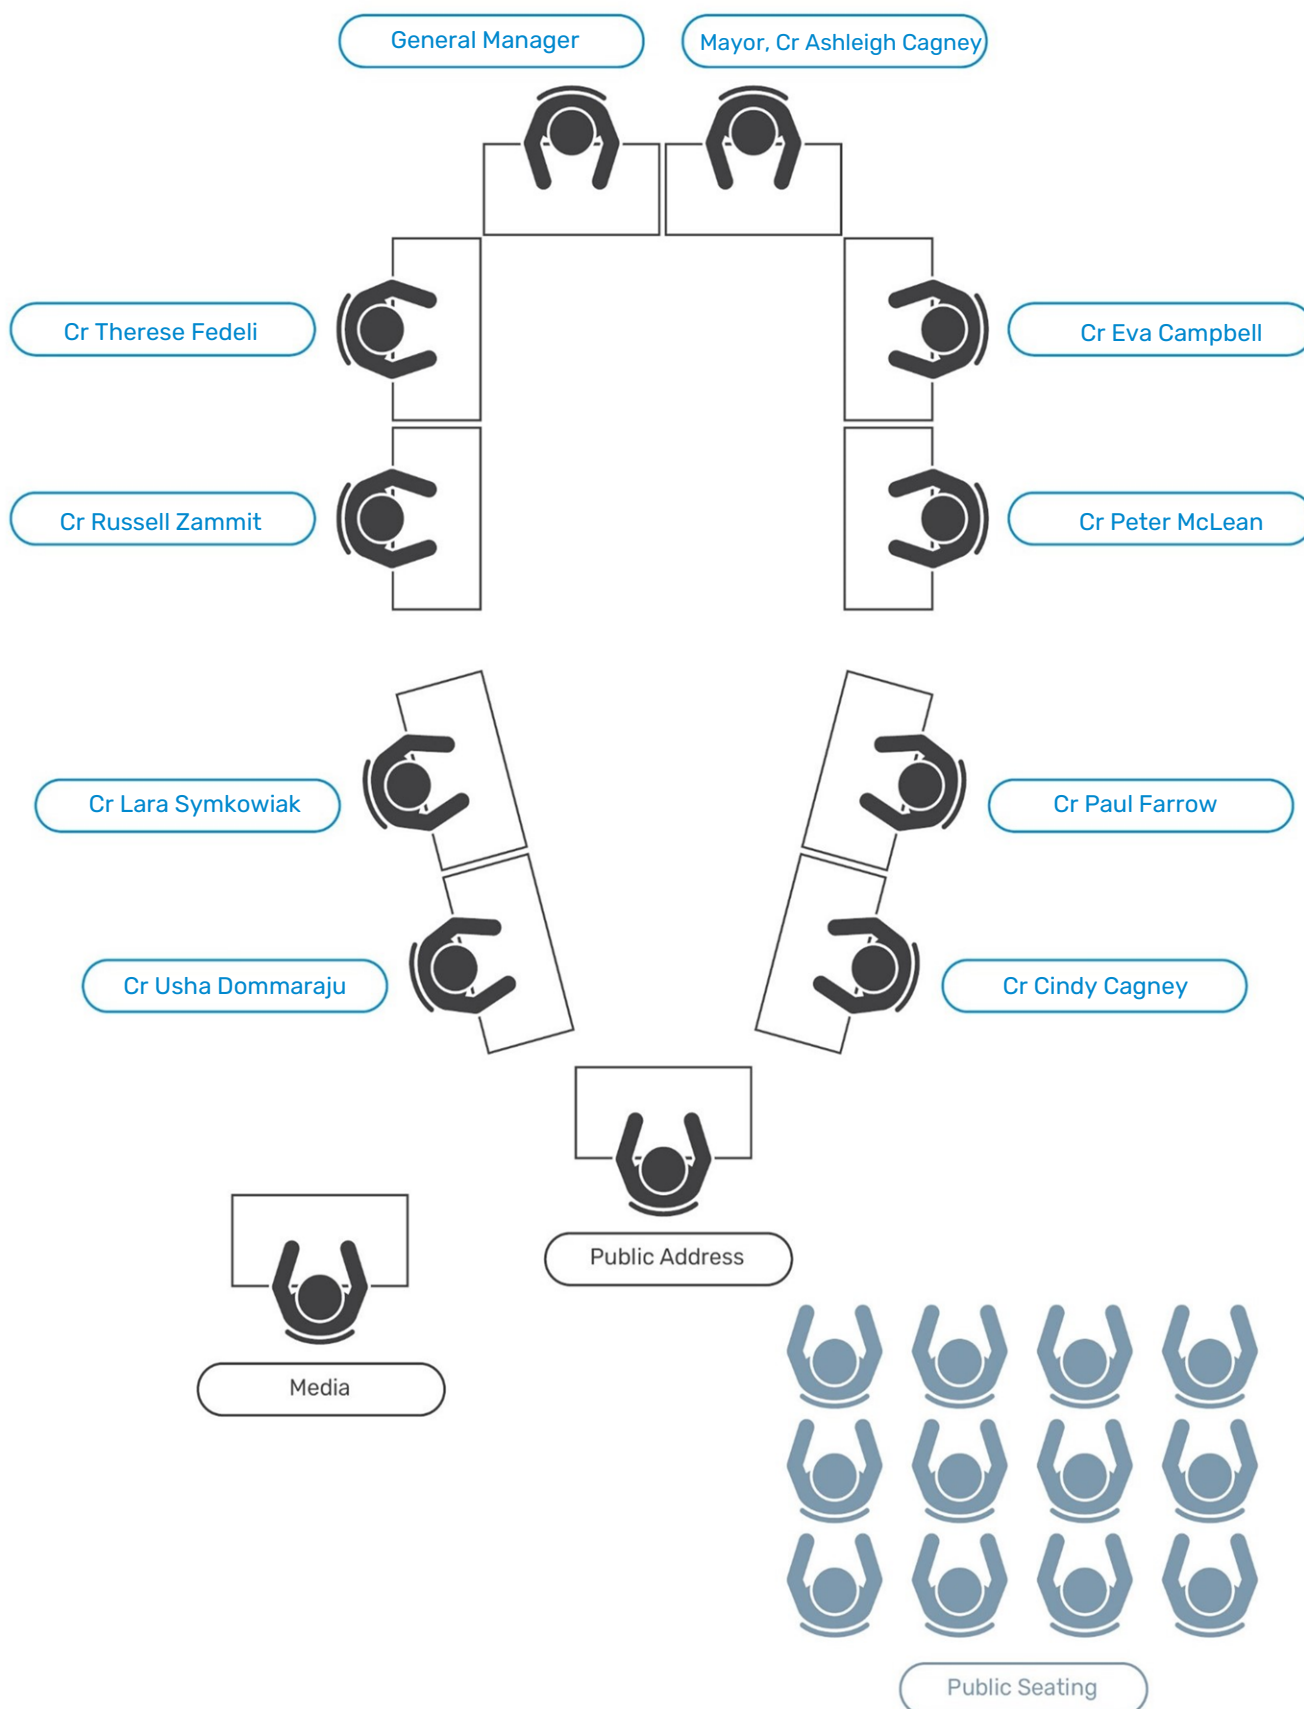 General Manager
Mayor, Cr Ashleigh Cagney
Cr Therese Fedeli
Cr Eva Campbell
Cr Russell Zammit
Cr Peter McLean
Cr Lara Symkowiak
Cr Paul Farrow
Cr Usha Dommaraju
Cr Cindy Cagney
Public Address
Media
Public Seating